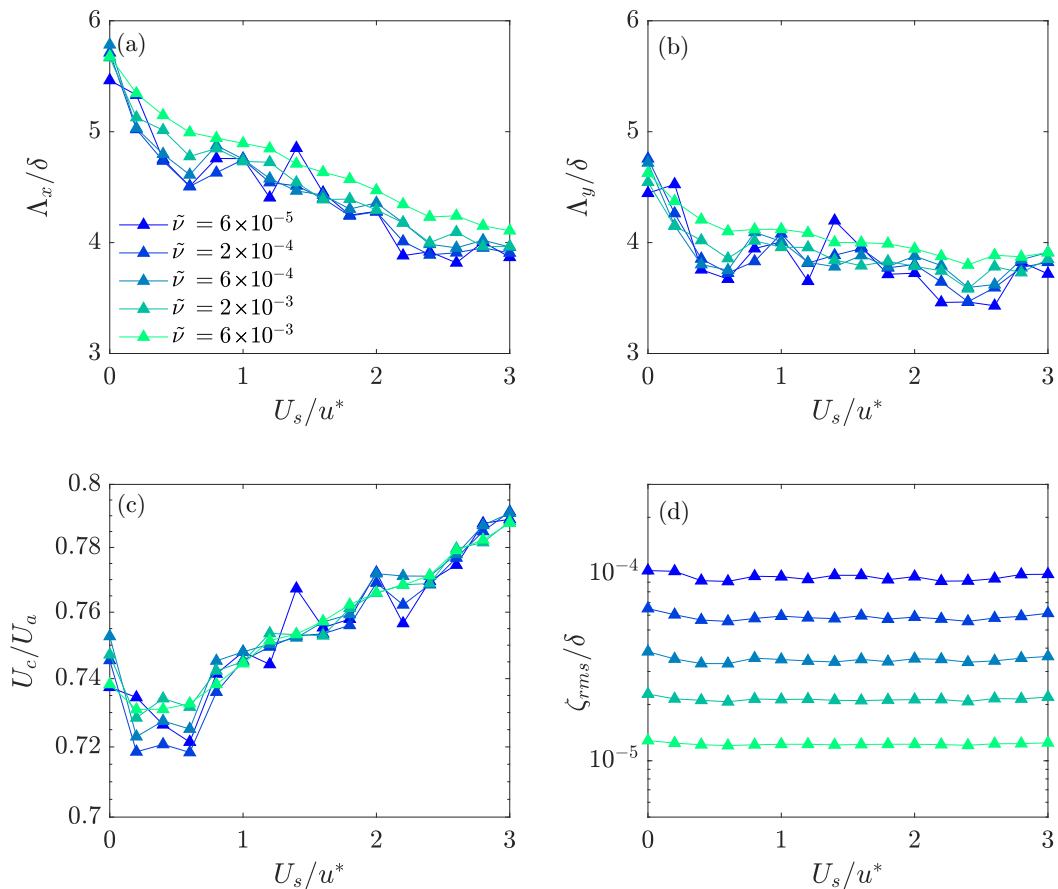 (a)
6
5
4
3
Λx/δ
ν̃ = 6×10⁻⁵
ν̃ = 2×10⁻⁴
ν̃ = 6×10⁻⁴
ν̃ = 2×10⁻³
ν̃ = 6×10⁻³
0 1 2 3
Us/u*
(b)
6
5
4
3
Λy/δ
0 1 2 3
Us/u*
(c)
0.8
0.78
0.76
0.74
0.72
0.7
Uc/Ua
0 1 2 3
Us/u*
(d)
10⁻⁴
10⁻⁵
ζrms/δ
0 1 2 3
Us/u*